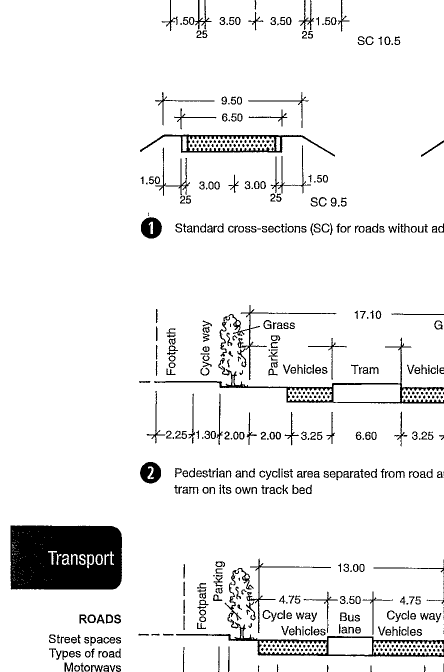 1.50 3.50 3.50 1.50
25 25
SC 10.5
9.50
6.50
1.50 3.00 3.00 1.50
25 25
SC 9.5
1 Standard cross-sections (SC) for roads without ad
17.10
Footpath Cycle way Grass Parking G
Vehicles Tram Vehicle
2.25 1.30 2.00 2.00 3.25 6.60 3.25
2 Pedestrian and cyclist area separated from road a
tram on its own track bed
Transport
ROADS
Street spaces
Types of road
Motorways
13.00
Footpath Parking
4.75 3.50 4.75
Cycle way Bus Cycle way
Vehicles lane Vehicles